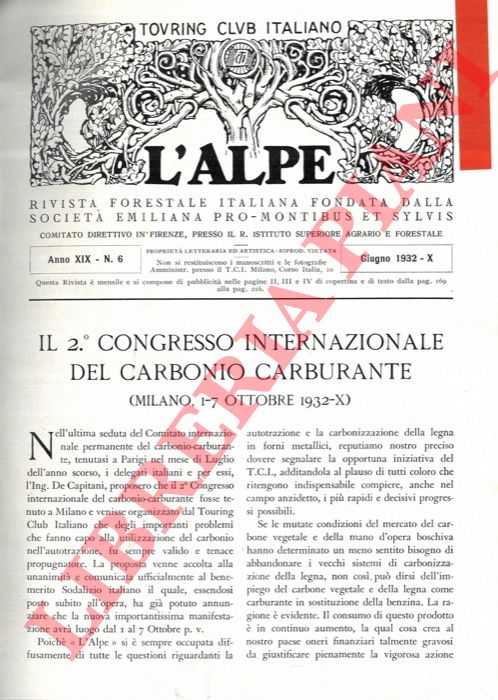 TOVRING CLVB ITALIANO
L'ALPE
RIVISTA FORESTALE ITALIANA FONDATA DALLA
SOCIETÀ EMILIANA PRO-MONTIBUS ET SYLVIS
COMITATO DIRETTIVO IN FIRENZE, PRESSO IL R. ISTITUTO SUPERIORE AGRARIO E FORESTALE
Anno XIX - N. 6
PROPRIETÀ LETTERARIA ED ARTISTICA - RIPROD. VIETATA
Non si restituiscono i manoscritti e le fotografie
Amministr. presso il T.C.I. Milano, Corso Italia, 10
Giugno 1932 - X
Questa Rivista è mensile e si compone di pubblicità nelle pagine II, III e IV di copertina e di testo dalla pag. 169
alla pag. 216.
IL 2.° CONGRESSO INTERNAZIONALE
DEL CARBONIO CARBURANTE
(MILANO, 1-7 OTTOBRE 1932-X)
Nell'ultima seduta del Comitato internazio-
nale permanente del carbonio-carburan-
te, tenutasi a Parigi nel mese di Luglio
dell'anno scorso, i delegati italiani e per essi,
l'Ing. De Capitani, proposero che il 2° Congresso
internazionale del carbonio-carburante fosse te-
nuto a Milano e venisse organizzato dal Touring
Club Italiano che degli importanti problemi
che fanno capo alla utilizzazione del carbonio
nell'autotrazione, fu sempre valido e tenace
propugnatore. La proposta venne accolta alla
unanimità e comunicata ufficialmente al bene-
merito Sodalizio Italiano il quale, essendosi
posto subito all'opera, ha già potuto annun-
ziare che la nuova importantissima manifesta-
zione avrà luogo dal 1 al 7 Ottobre p. v.
Poichè « L'Alpe » si è sempre occupata dif-
fusamente di tutte le questioni riguardanti la
autotrazione e la carbonizzazione della legna
in forni metallici, reputiamo nostro preciso
dovere segnalare la opportuna iniziativa del
T.C.I., additandola al plauso di tutti coloro che
ritengono indispensabile compiere, anche nel
campo anzidetto, i più rapidi e decisivi progres-
si possibili.
Se le mutate condizioni del mercato del car-
bone vegetale e della mano d'opera boschiva
hanno determinato un meno sentito bisogno di
abbandonare i vecchi sistemi di carbonizza-
zione della legna, non così può dirsi dell'im-
piego del carbone vegetale e della legna come
carburante in sostituzione della benzina. La ra-
gione è evidente. Il consumo di questo prodotto
è in continuo aumento, la qual cosa crea al
nostro paese oneri finanziari talmente gravosi
da giustificare pienamente la vigorosa azione
LIBRERIA PIANI